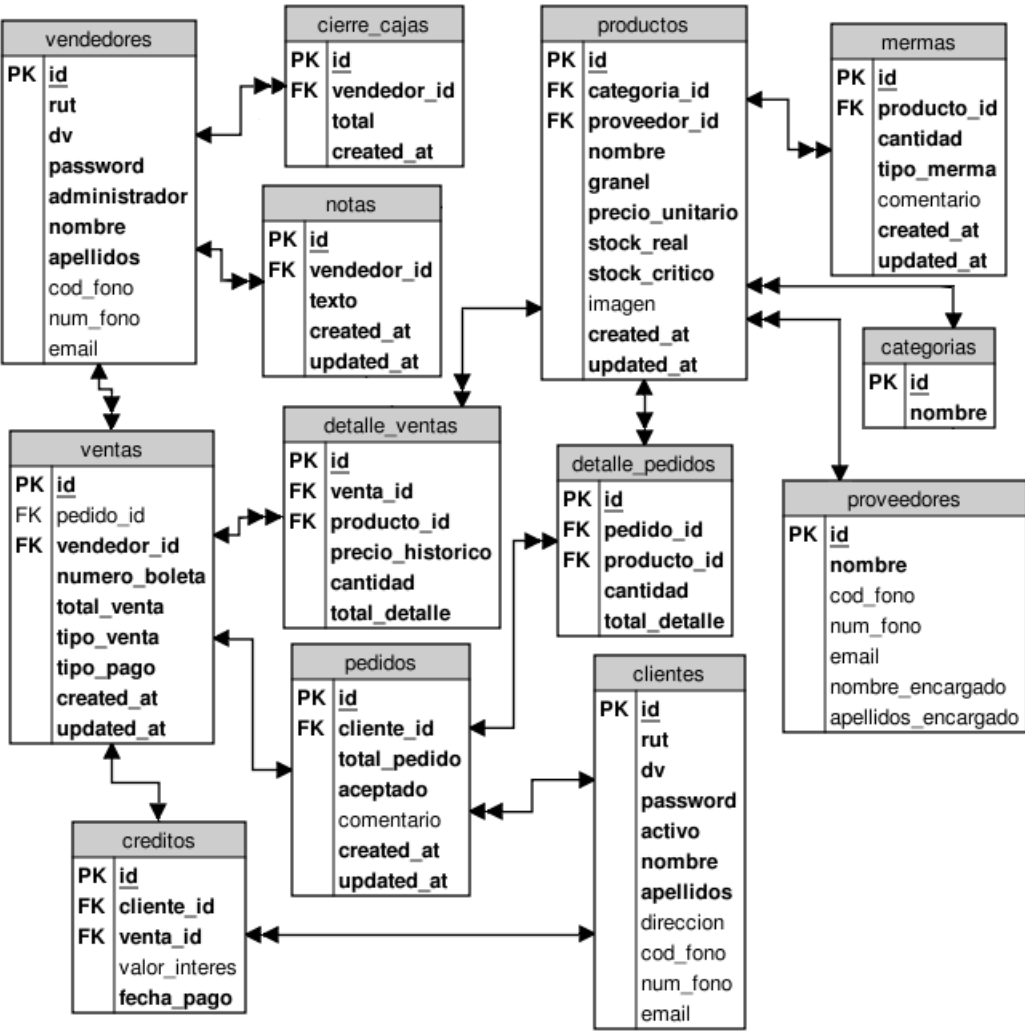 vendedores
PK id
rut
dv
password
administrador
nombre
apellidos
cod_fono
num_fono
email
cierre_cajas
PK id
FK vendedor_id
total
created_at
notas
PK id
FK vendedor_id
texto
created_at
updated_at
productos
PK id
FK categoria_id
FK proveedor_id
nombre
granel
precio_unitario
stock_real
stock_critico
imagen
created_at
updated_at
mermas
PK id
FK producto_id
cantidad
tipo_merma
comentario
created_at
updated_at
categorias
PK id
nombre
ventas
PK id
FK pedido_id
FK vendedor_id
numero_boleta
total_venta
tipo_venta
tipo_pago
created_at
updated_at
detalle_ventas
PK id
FK venta_id
FK producto_id
precio_historico
cantidad
total_detalle
detalle_pedidos
PK id
FK pedido_id
FK producto_id
cantidad
total_detalle
proveedores
PK id
nombre
cod_fono
num_fono
email
nombre_encargado
apellidos_encargado
pedidos
PK id
FK cliente_id
total_pedido
aceptado
comentario
created_at
updated_at
clientes
PK id
rut
dv
password
activo
nombre
apellidos
direccion
cod_fono
num_fono
email
creditos
PK id
FK cliente_id
FK venta_id
valor_interes
fecha_pago